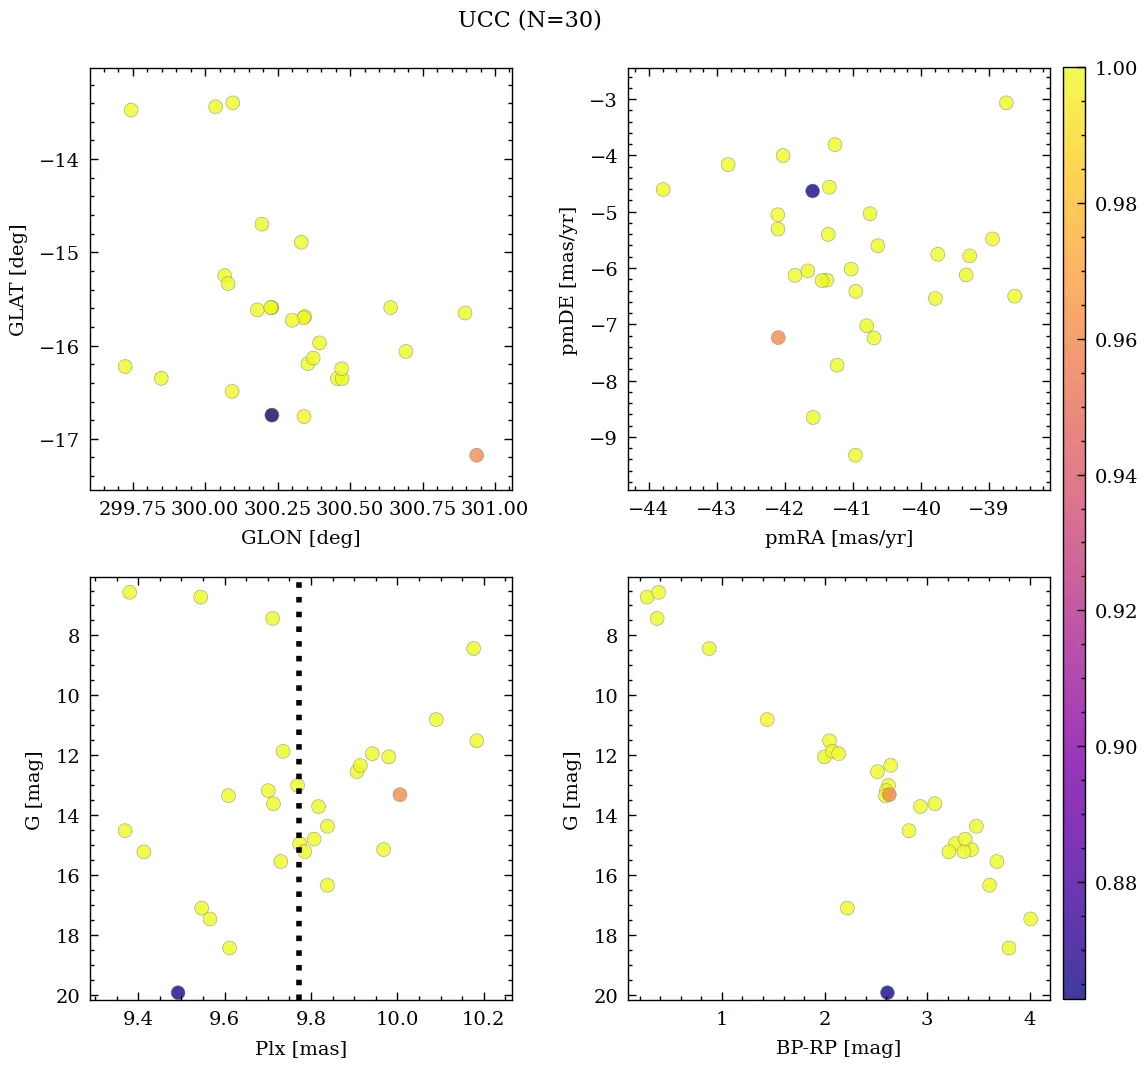 UCC (N=30)
−14
−15
−16
−17
GLAT [deg]
299.75 300.00 300.25 300.50 300.75 301.00
GLON [deg]
−3
−4
−5
−6
−7
−8
−9
pmDE [mas/yr]
−44 −43 −42 −41 −40 −39
pmRA [mas/yr]
8
10
12
14
16
18
20
G [mag]
9.4 9.6 9.8 10.0 10.2
Plx [mas]
8
10
12
14
16
18
20
G [mag]
1 2 3 4
BP-RP [mag]
1.00
0.98
0.96
0.94
0.92
0.90
0.88